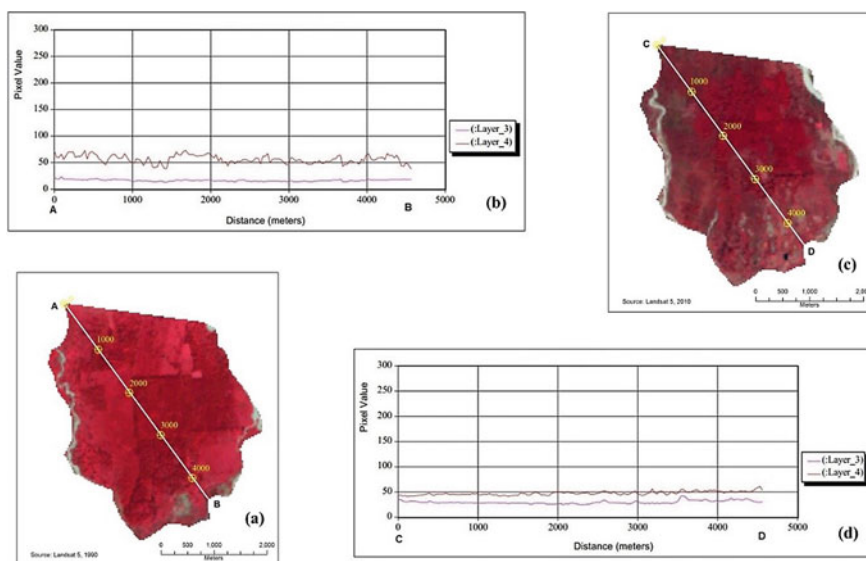 300
250
200
150
100
50
0
Pixel Value
0 1000 2000 3000 4000 5000
A B
Distance (meters)
(:Layer_3)
(:Layer_4)
(b)
C
1000
2000
3000
4000
D
(c)
0 500 1,000 2,00
Meters
Source: Landsat 5, 2010
A
1000
2000
3000
4000
B
(a)
0 500 1,000 2,000
Meters
Source: Landsat 5, 1990
300
250
200
150
100
50
0
Pixel Value
0 1000 2000 3000 4000 5000
C D
Distance (meters)
(:Layer_3)
(:Layer_4)
(d)